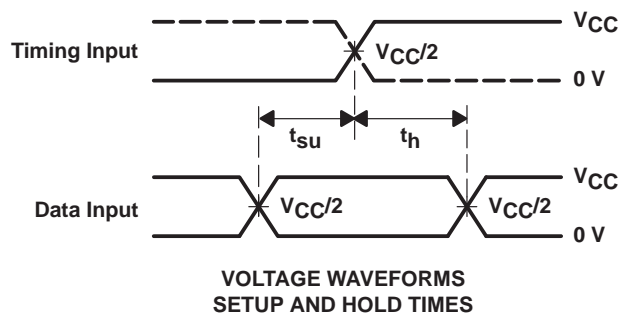 VCC
Timing Input
VCC/2
0 V
tsu
th
VCC
Data Input
VCC/2
VCC/2
0 V
VOLTAGE WAVEFORMS
SETUP AND HOLD TIMES